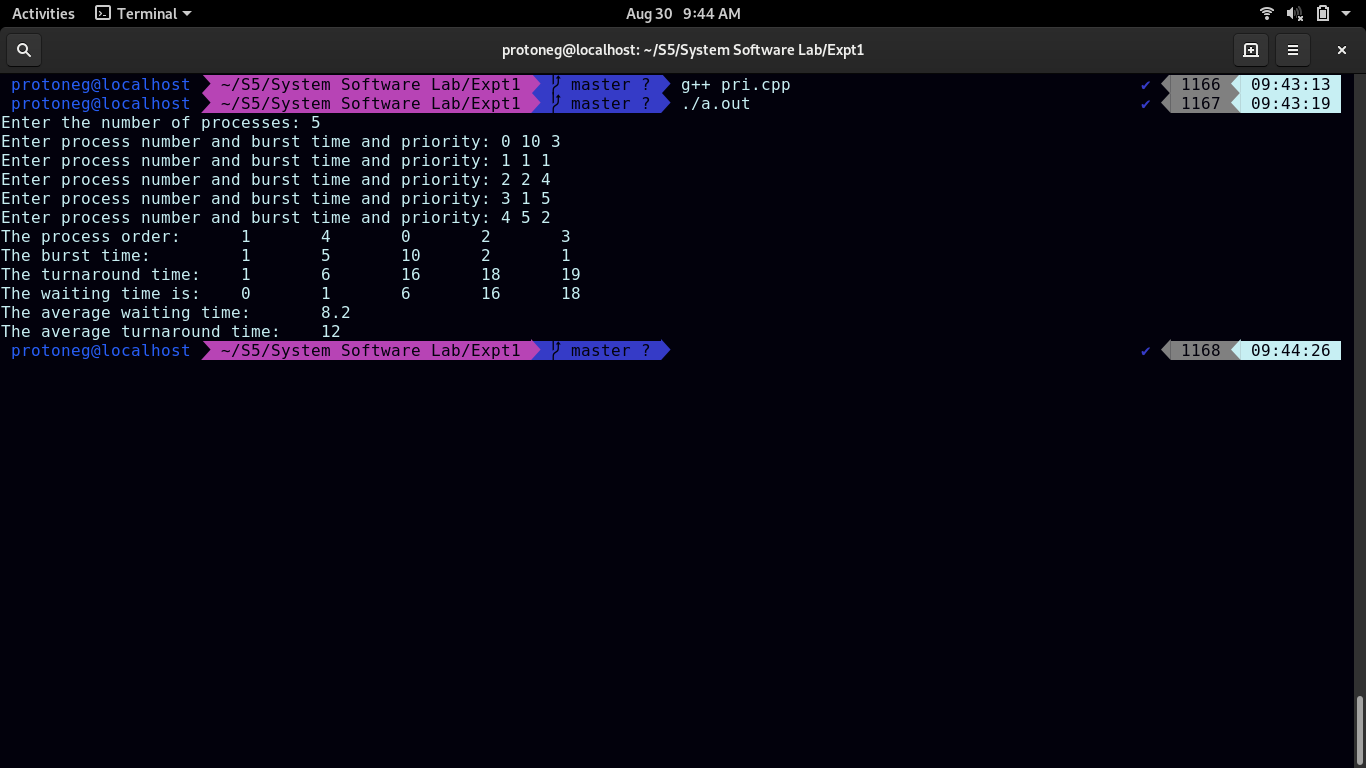 Activities Terminal Aug 30 9:44 AM
protoneg@localhost: ~/S5/System Software Lab/Expt1
protoneg@localhost ~/S5/System Software Lab/Expt1 master ? g++ pri.cpp ✔ 1166 09:43:13
protoneg@localhost ~/S5/System Software Lab/Expt1 master ? ./a.out ✔ 1167 09:43:19
Enter the number of processes: 5
Enter process number and burst time and priority: 0 10 3
Enter process number and burst time and priority: 1 1 1
Enter process number and burst time and priority: 2 2 4
Enter process number and burst time and priority: 3 1 5
Enter process number and burst time and priority: 4 5 2
The process order: 1 4 0 2 3
The burst time: 1 5 10 2 1
The turnaround time: 1 6 16 18 19
The waiting time is: 0 1 6 16 18
The average waiting time: 8.2
The average turnaround time: 12
protoneg@localhost ~/S5/System Software Lab/Expt1 master ? ✔ 1168 09:44:26